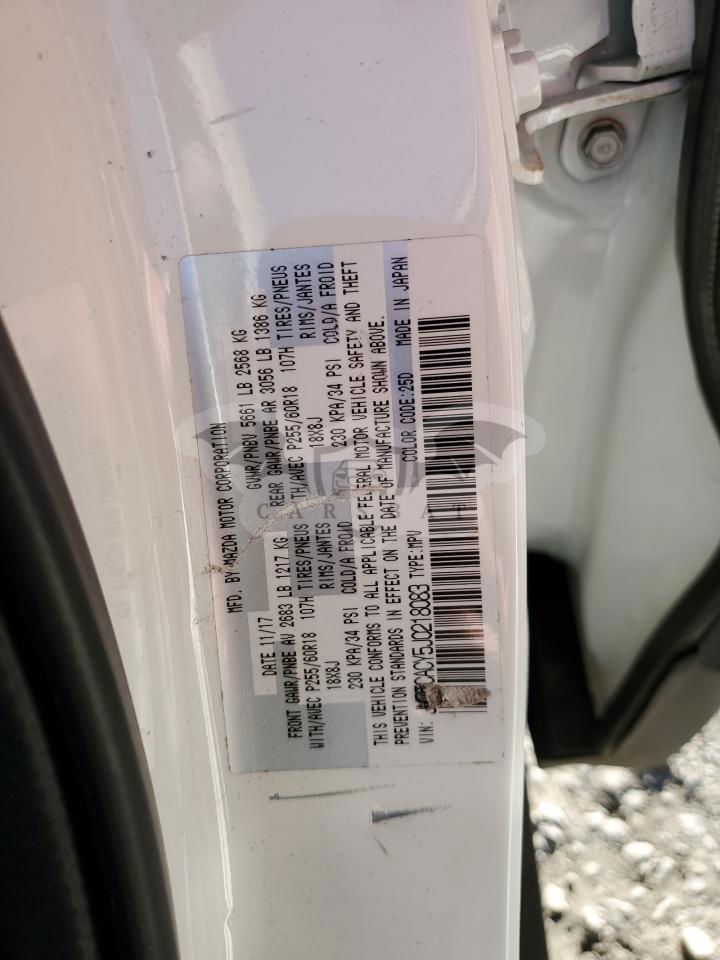 MFD. BY MAZDA MOTOR CORPORATION
DATE 11/17 GVWR/PNBV 5661 LB 2568 KG
FRONT GAWR/PNBE AV 2683 LB 1217 KG REAR GAWR/PNBE AR 3056 LB 1386 KG
WITH/AVEC P255/60R18 107H TIRES/PNEUS WITH/AVEC P255/60R18 107H TIRES/PNEUS
18X8J RIMS/JANTES 18X8J RIMS/JANTES
230 KPA/34 PSI COLD/A FROID 230 KPA/34 PSI COLD/A FROID
THIS VEHICLE CONFORMS TO ALL APPLICABLE FEDERAL MOTOR VEHICLE SAFETY AND THEFT
PREVENTION STANDARDS IN EFFECT ON THE DATE OF MANUFACTURE SHOWN ABOVE.
VIN: TYPE:MPV COLOR CODE:25D MADE IN JAPAN
CARSBAT